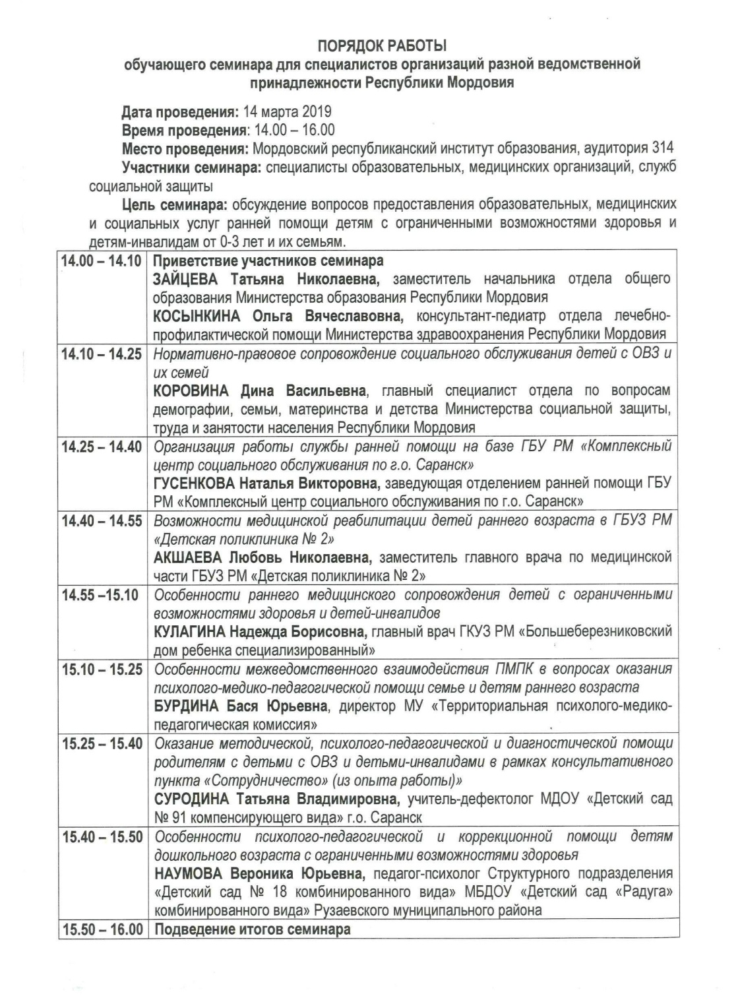 ПОРЯДОК РАБОТЫ
обучающего семинара для специалистов организаций разной ведомственной
принадлежности Республики Мордовия
Дата проведения: 14 марта 2019
Время проведения: 14.00 – 16.00
Место проведения: Мордовский республиканский институт образования, аудитория 314
Участники семинара: специалисты образовательных, медицинских организаций, служб
социальной защиты
Цель семинара: обсуждение вопросов предоставления образовательных, медицинских
и социальных услуг ранней помощи детям с ограниченными возможностями здоровья и
детям-инвалидам от 0-3 лет и их семьям.
14.00 – 14.10 Приветствие участников семинара
ЗАЙЦЕВА Татьяна Николаевна, заместитель начальника отдела общего
образования Министерства образования Республики Мордовия
КОСЫНКИНА Ольга Вячеславовна, консультант-педиатр отдела лечебно-
профилактической помощи Министерства здравоохранения Республики Мордовия
14.10 – 14.25 Нормативно-правовое сопровождение социального обслуживания детей с ОВЗ и
их семей
КОРОВИНА Дина Васильевна, главный специалист отдела по вопросам
демографии, семьи, материнства и детства Министерства социальной защиты,
труда и занятости населения Республики Мордовия
14.25 – 14.40 Организация работы службы ранней помощи на базе ГБУ РМ «Комплексный
центр социального обслуживания по г.о. Саранск»
ГУСЕНКОВА Наталья Викторовна, заведующая отделением ранней помощи ГБУ
РМ «Комплексный центр социального обслуживания по г.о. Саранск»
14.40 – 14.55 Возможности медицинской реабилитации детей раннего возраста в ГБУЗ РМ
«Детская поликлиника № 2»
АКШАЕВА Любовь Николаевна, заместитель главного врача по медицинской
части ГБУЗ РМ «Детская поликлиника № 2»
14.55 –15.10 Особенности раннего медицинского сопровождения детей с ограниченными
возможностями здоровья и детей-инвалидов
КУЛАГИНА Надежда Борисовна, главный врач ГКУЗ РМ «Большеберезниковский
дом ребенка специализированный»
15.10 – 15.25 Особенности межведомственного взаимодействия ПМПК в вопросах оказания
психолого-медико-педагогической помощи семье и детям раннего возраста
БУРДИНА Бася Юрьевна, директор МУ «Территориальная психолого-медико-
педагогическая комиссия»
15.25 – 15.40 Оказание методической, психолого-педагогической и диагностической помощи
родителям с детьми с ОВЗ и детьми-инвалидами в рамках консультативного
пункта «Сотрудничество» (из опыта работы)»
СУРОДИНА Татьяна Владимировна, учитель-дефектолог МДОУ «Детский сад
№ 91 компенсирующего вида» г.о. Саранск
15.40 – 15.50 Особенности психолого-педагогической и коррекционной помощи детям
дошкольного возраста с ограниченными возможностями здоровья
НАУМОВА Вероника Юрьевна, педагог-психолог Структурного подразделения
«Детский сад № 18 комбинированного вида» МБДОУ «Детский сад «Радуга»
комбинированного вида» Рузаевского муниципального района
15.50 – 16.00 Подведение итогов семинара